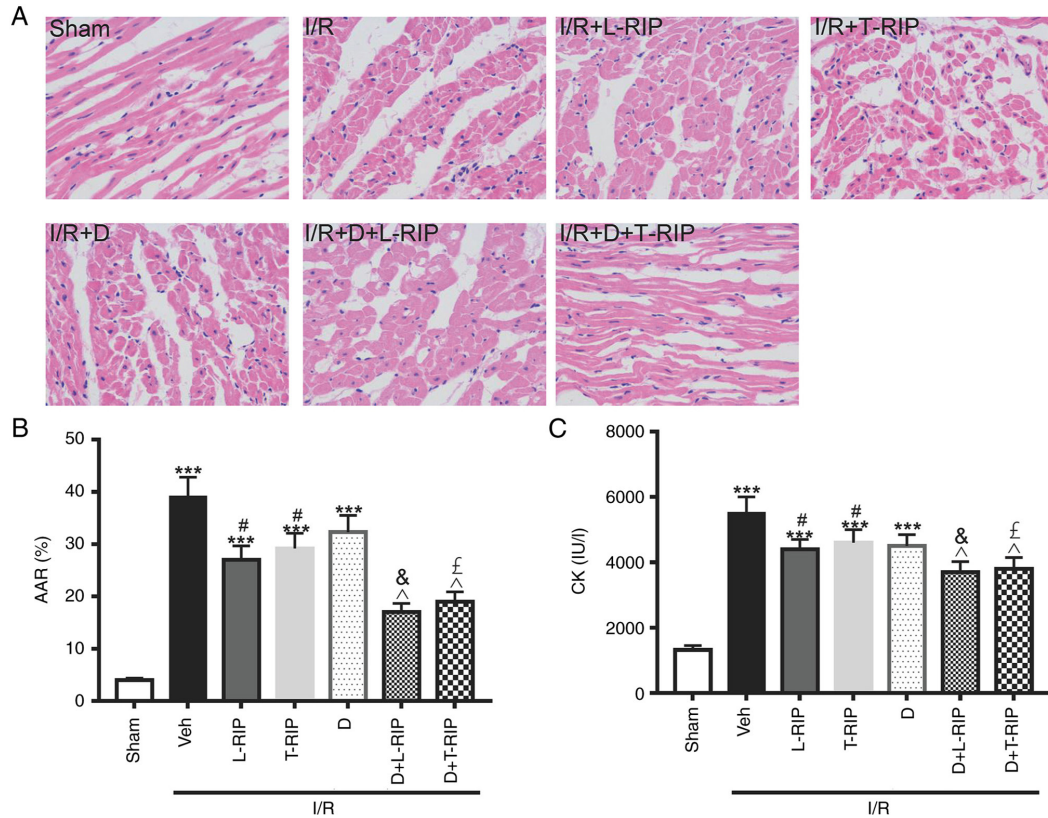 A
Sham
I/R
I/R+L-RIP
I/R+T-RIP
I/R+D
I/R+D+L-RIP
I/R+D+T-RIP
B
AAR (%)
50
40
30
20
10
0
***
#
***
#
***
***
&
^
£
^
Sham
Veh
L-RIP
T-RIP
D
D+L-RIP
D+T-RIP
I/R
C
CK (IU/l)
8000
6000
4000
2000
0
***
#
***
#
***
***
&
^
£
^
Sham
Veh
L-RIP
T-RIP
D
D+L-RIP
D+T-RIP
I/R